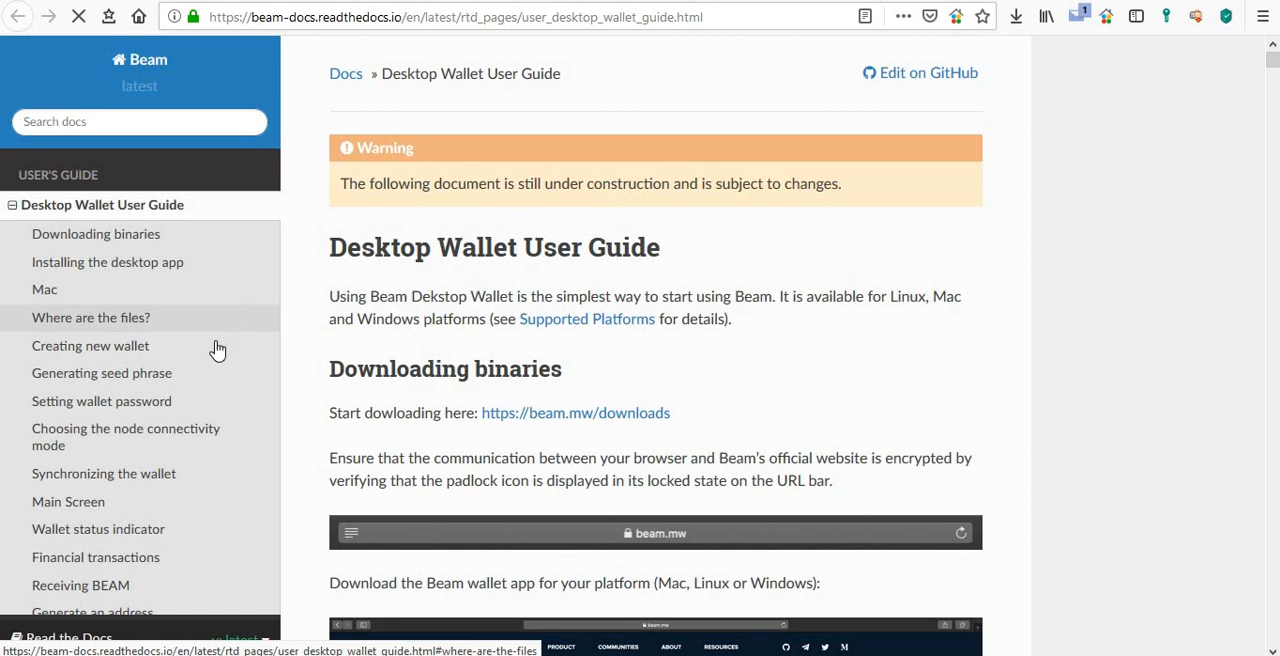 https://beam-docs.readthedocs.io/en/latest/rtd_pages/user_desktop_wallet_guide.html
1
Beam
latest
Search docs
USER'S GUIDE
Desktop Wallet User Guide
Downloading binaries
Installing the desktop app
Mac
Where are the files?
Creating new wallet
Generating seed phrase
Setting wallet password
Choosing the node connectivity
mode
Synchronizing the wallet
Main Screen
Wallet status indicator
Financial transactions
Receiving BEAM
Generate an address
Read the Docs
v: latest
https://beam-docs.readthedocs.io/en/latest/rtd_pages/user_desktop_wallet_guide.html#where-are-the-files
Docs » Desktop Wallet User Guide
Edit on GitHub
Warning
The following document is still under construction and is subject to changes.
Desktop Wallet User Guide
Using Beam Dekstop Wallet is the simplest way to start using Beam. It is available for Linux, Mac
and Windows platforms (see Supported Platforms for details).
Downloading binaries
Start dowloading here: https://beam.mw/downloads
Ensure that the communication between your browser and Beam's official website is encrypted by
verifying that the padlock icon is displayed in its locked state on the URL bar.
beam.mw
Download the Beam wallet app for your platform (Mac, Linux or Windows):
beam.mw
PRODUCT COMMUNITIES ABOUT RESOURCES